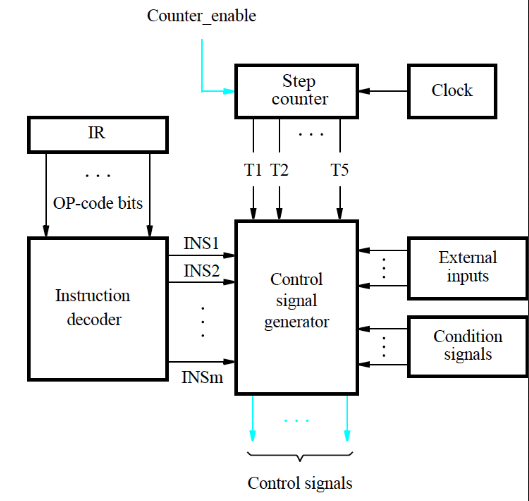 Counter_enable
Step
counter
Clock
IR
. . .
T1 T2 T5
. . .
OP-code bits
INS1
INS2
INSm
Instruction
decoder
Control
signal
generator
External
inputs
Condition
signals
. . .
Control signals